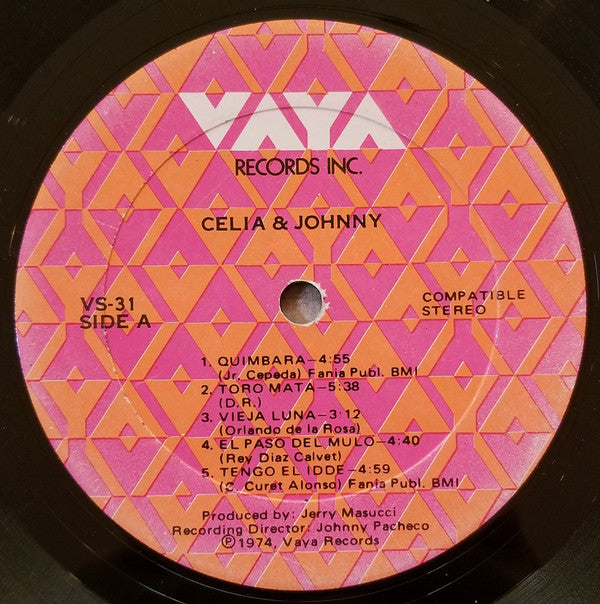 VAYA
RECORDS INC.
CELIA & JOHNNY
VS-31
SIDE A
COMPATIBLE
STEREO
1. QUIMBARA–4:55
(Jr. Cepeda) Fania Publ. BMI
2. TORO MATA–5:38
(D.R.)
3. VIEJA LUNA–3:12
(Orlando de la Rosa)
4. EL PASO DEL MULO–4:40
(Rey Diaz Calvet)
5. TENGO EL IDDE–4:59
(C. Curet Alonso) Fania Publ. BMI
Produced by: Jerry Masucci
Recording Director: Johnny Pacheco
Ⓟ1974, Vaya Records